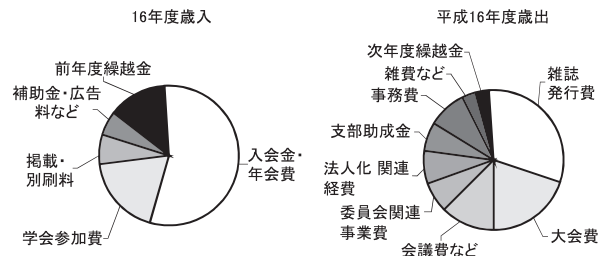 16年度歳入
前年度繰越金
補助金・広告
料など
掲載・
別刷料
学会参加費
入会金・
年会費
平成16年度歳出
次年度繰越金
雑費など
事務費
支部助成金
法人化 関連
経費
委員会関連
事業費
会議費など
大会費
雑誌
発行費